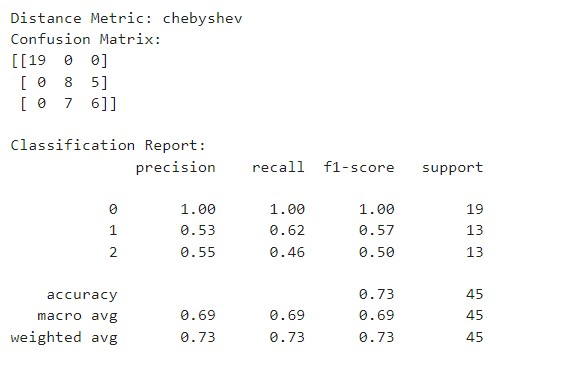 Distance Metric: chebyshev
Confusion Matrix:
[[19  0  0]
 [ 0  8  5]
 [ 0  7  6]]
Classification Report:
              precision    recall  f1-score   support
           0       1.00      1.00      1.00        19
           1       0.53      0.62      0.57        13
           2       0.55      0.46      0.50        13
    accuracy                           0.73        45
   macro avg       0.69      0.69      0.69        45
weighted avg       0.73      0.73      0.73        45